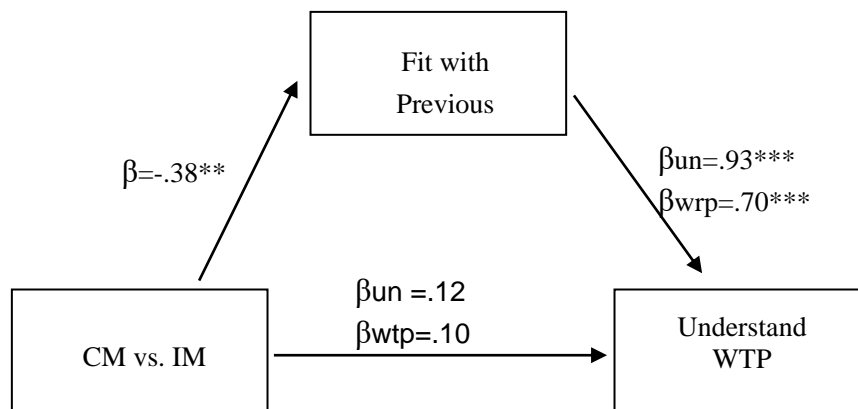 Fit with
Previous
β=-.38**
βun=.93***
βwrp=.70***
βun =.12
βwtp=.10
CM vs. IM
Understand
WTP